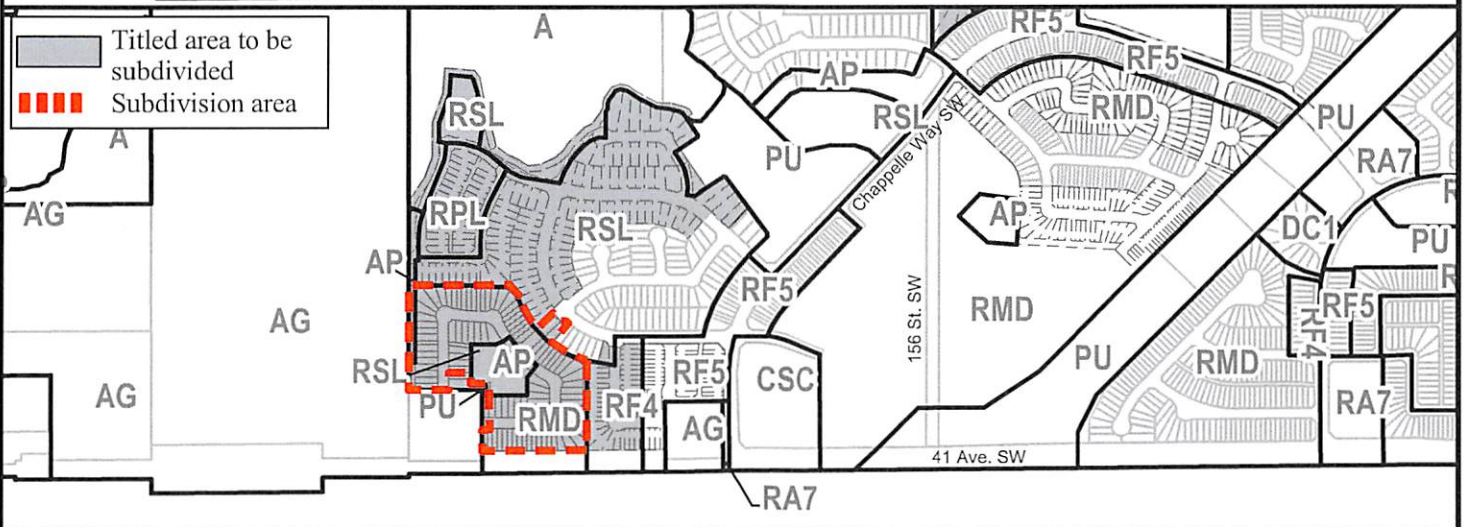 Titled area to be
subdivided
Subdivision area
A
A
AG
AG
AG
RSL
RPL
RSL
AP
RSL
PU
AP
RMD
RF4
RF5
AG
CSC
RA7
RF5
AP
RSL
PU
Chappelle Way SW
RF5
RF5
RMD
AP
156 St. SW
RMD
PU
41 Ave. SW
PU
RA7
DC1
PU
R
R
RF5
RF4
RMD
RA7